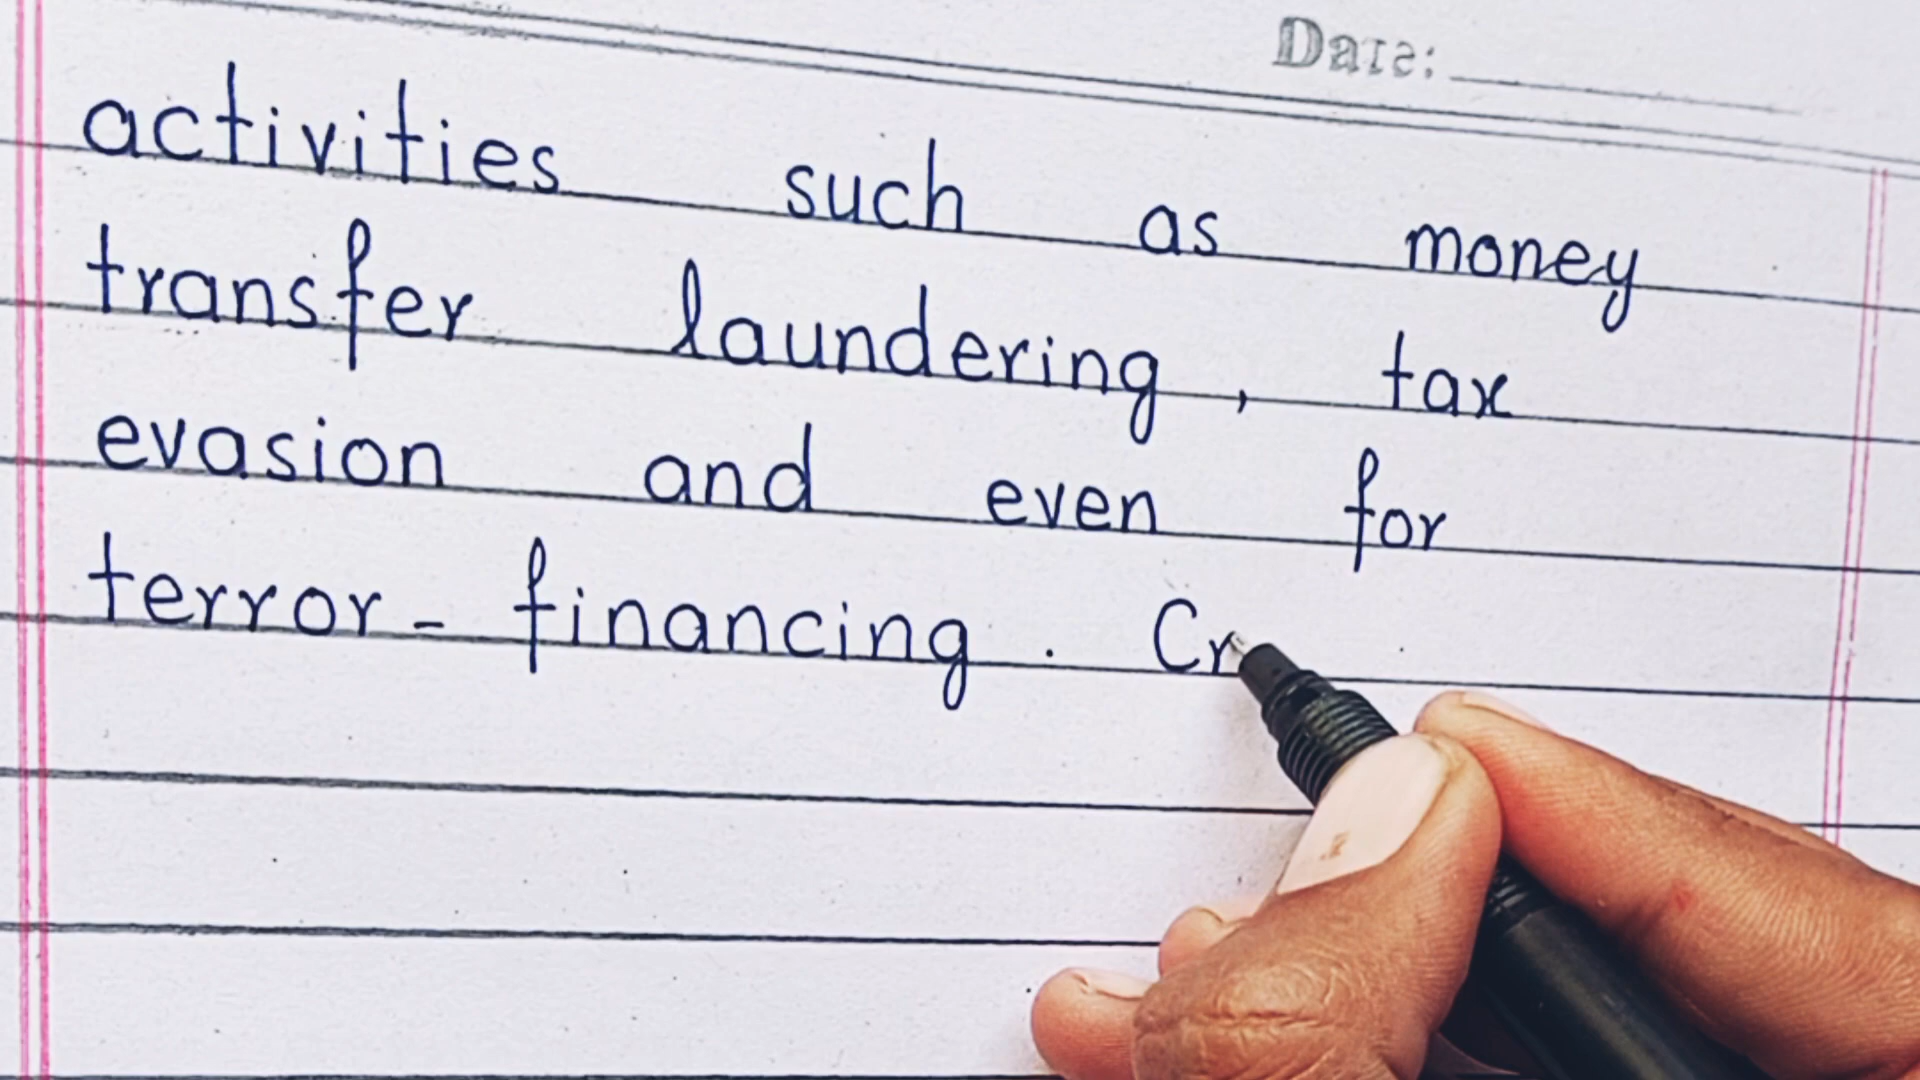 Date:
activities such as money
transfer laundering, tax
evasion and even for
terror-financing. Cr